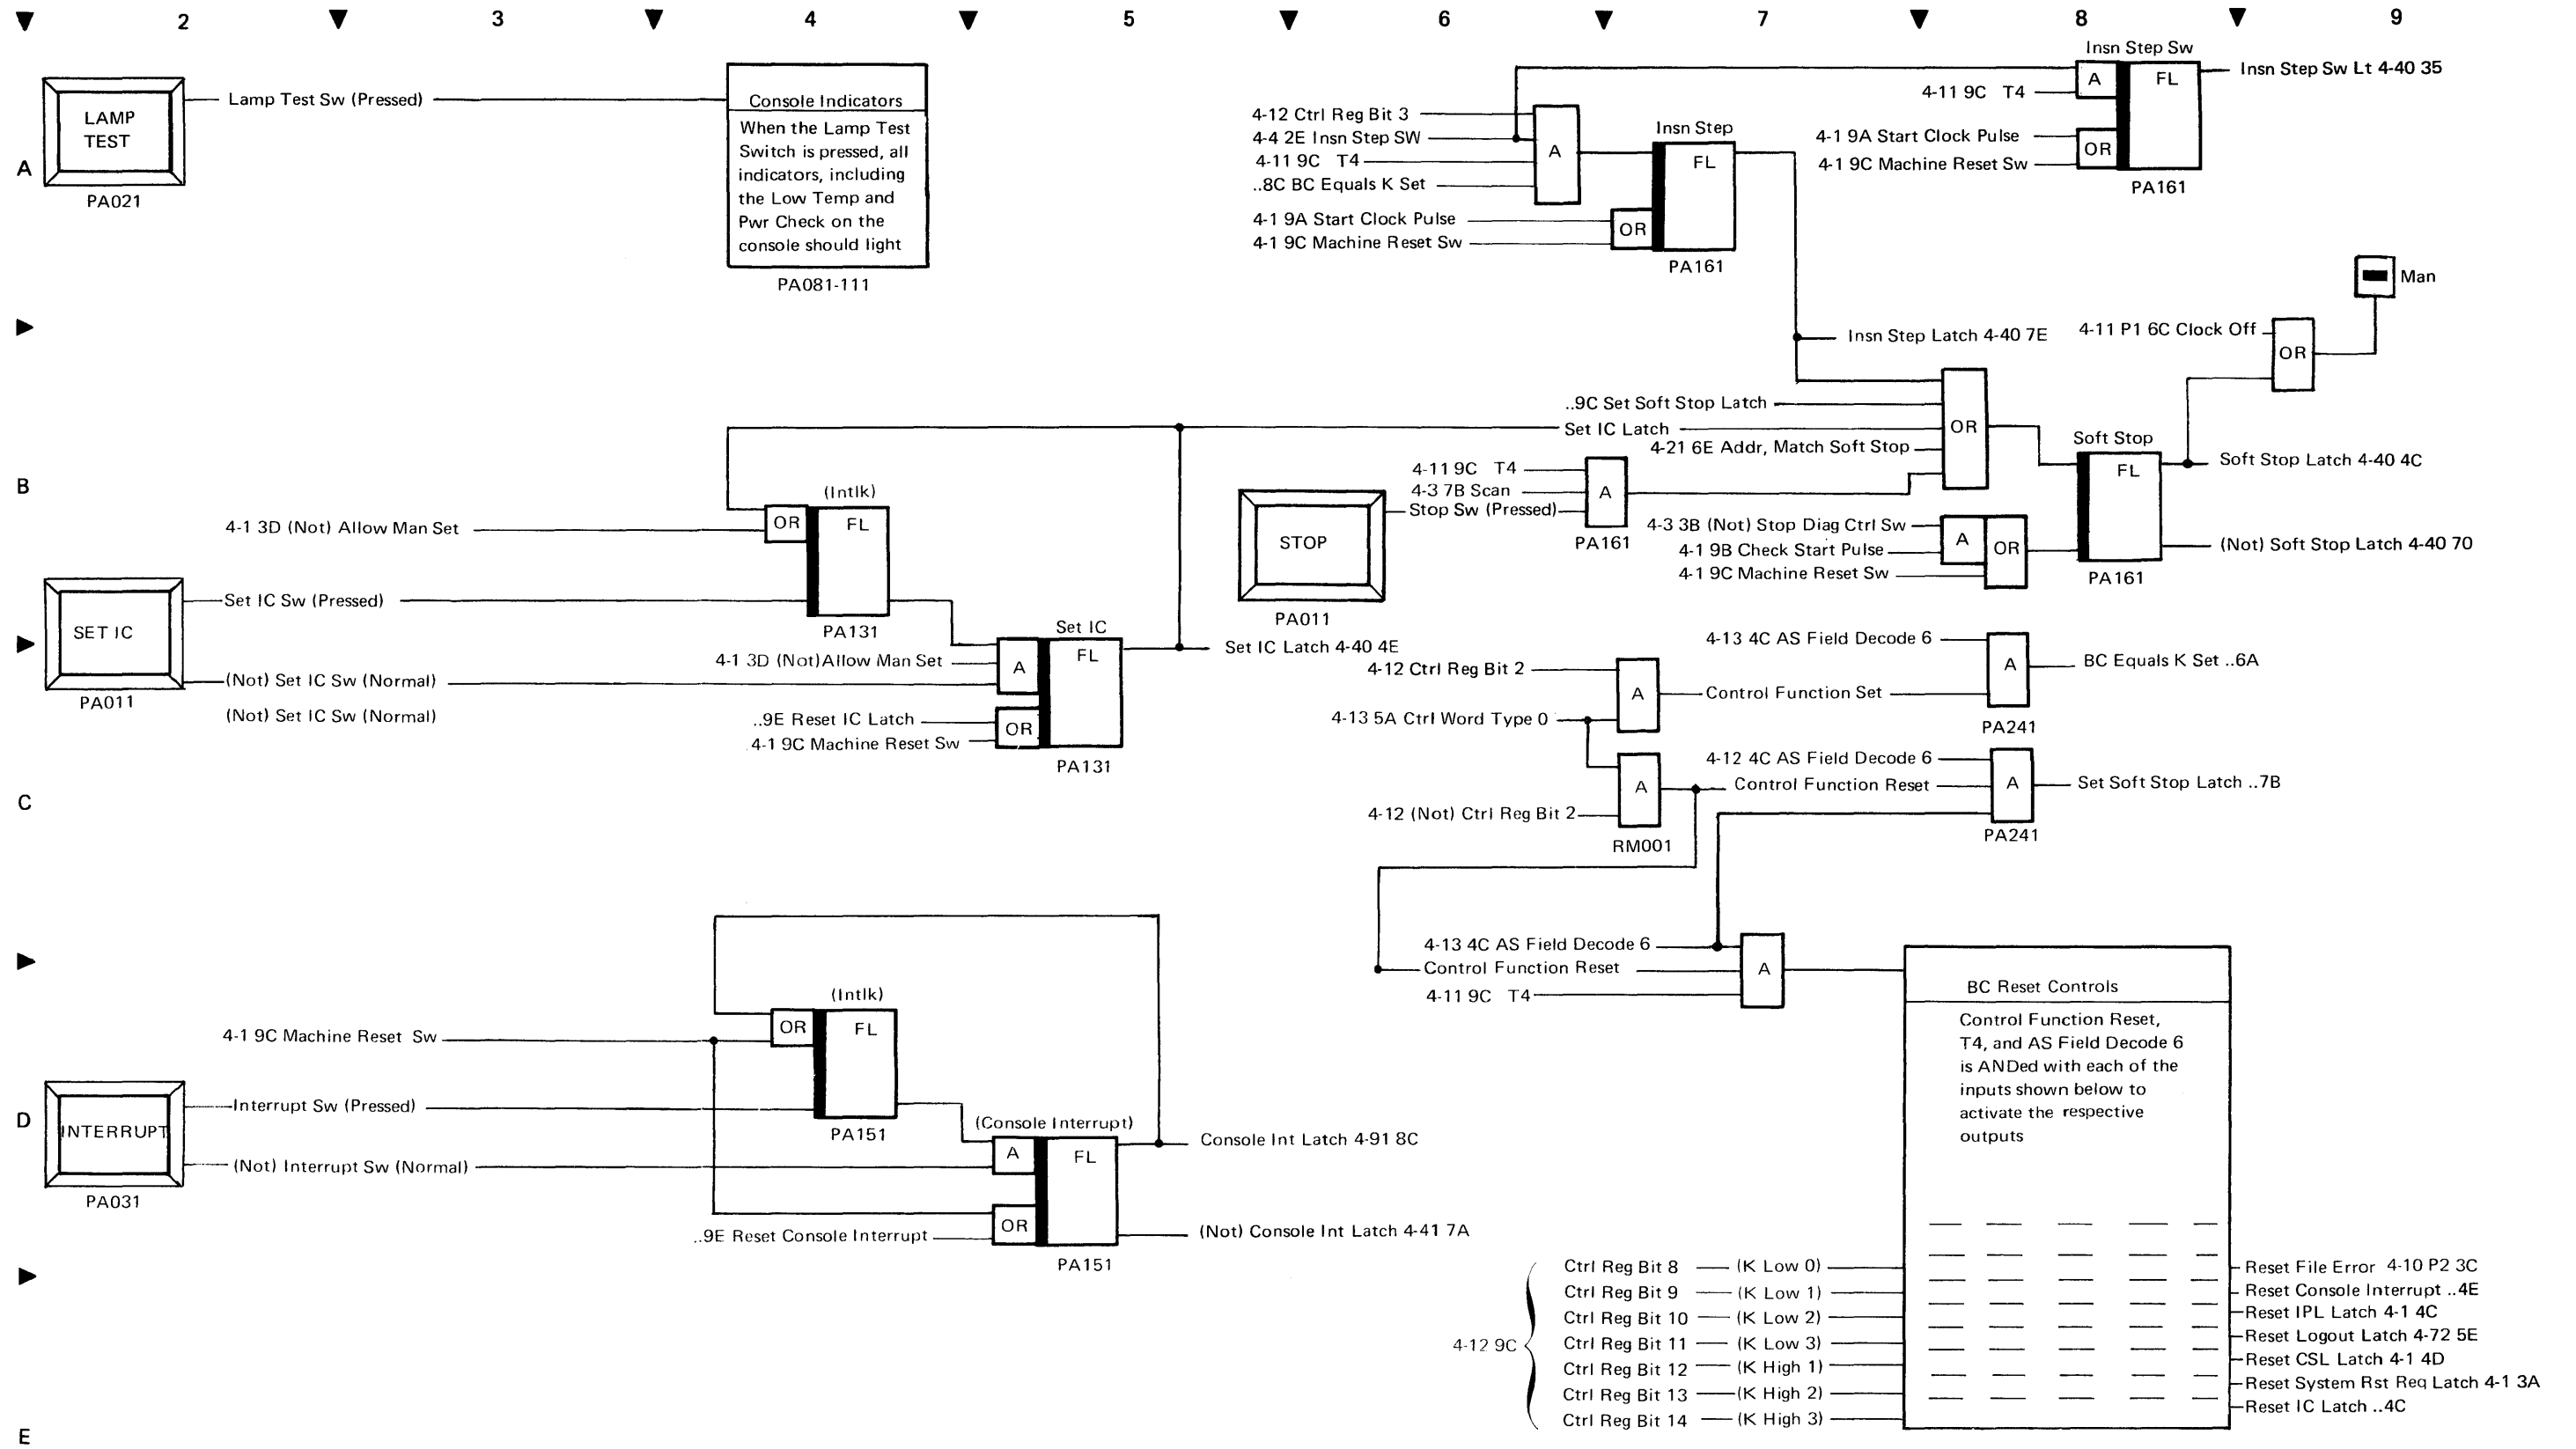 2 3 4 5 6 7 8 9
A
B
C
D
E
LAMP
TEST
PA021
Lamp Test Sw (Pressed)
Console Indicators
When the Lamp Test
Switch is pressed, all
indicators, including
the Low Temp and
Pwr Check on the
console should light
PA081-111
4-12 Ctrl Reg Bit 3
4-4 2E Insn Step SW
4-11 9C T4
..8C BC Equals K Set
A
4-1 9A Start Clock Pulse
4-1 9C Machine Reset Sw
OR
Insn Step
FL
PA161
Insn Step Sw
A
FL
4-11 9C T4
4-1 9A Start Clock Pulse
4-1 9C Machine Reset Sw
OR
PA161
Insn Step Sw Lt 4-40 35
Man
Insn Step Latch 4-40 7E
4-11 P1 6C Clock Off
OR
..9C Set Soft Stop Latch
Set IC Latch
4-21 6E Addr, Match Soft Stop
OR
4-11 9C T4
4-3 7B Scan
Stop Sw (Pressed)
A
PA161
STOP
PA011
Soft Stop
FL
PA161
Soft Stop Latch 4-40 4C
(Not) Soft Stop Latch 4-40 70
4-3 3B (Not) Stop Diag Ctrl Sw
4-1 9B Check Start Pulse
4-1 9C Machine Reset Sw
A
OR
(Intlk)
OR
FL
PA131
4-1 3D (Not) Allow Man Set
SET IC
PA011
Set IC Sw (Pressed)
(Not) Set IC Sw (Normal)
(Not) Set IC Sw (Normal)
4-1 3D (Not)Allow Man Set
..9E Reset IC Latch
4-1 9C Machine Reset Sw
A
OR
Set IC
FL
PA131
Set IC Latch 4-40 4E
4-12 Ctrl Reg Bit 2
4-13 5A Ctrl Word Type 0
A
Control Function Set
4-13 4C AS Field Decode 6
A
PA241
BC Equals K Set ..6A
4-12 (Not) Ctrl Reg Bit 2
A
RM001
4-12 4C AS Field Decode 6
Control Function Reset
A
PA241
Set Soft Stop Latch ..7B
4-13 4C AS Field Decode 6
Control Function Reset
4-11 9C T4
A
BC Reset Controls
Control Function Reset,
T4, and AS Field Decode 6
is ANDed with each of the
inputs shown below to
activate the respective
outputs
4-1 9C Machine Reset Sw
(Intlk)
OR
FL
PA151
INTERRUPT
PA031
Interrupt Sw (Pressed)
(Not) Interrupt Sw (Normal)
..9E Reset Console Interrupt
(Console Interrupt)
A
OR
FL
PA151
Console Int Latch 4-91 8C
(Not) Console Int Latch 4-41 7A
4-12 9C
Ctrl Reg Bit 8 (K Low 0)
Ctrl Reg Bit 9 (K Low 1)
Ctrl Reg Bit 10 (K Low 2)
Ctrl Reg Bit 11 (K Low 3)
Ctrl Reg Bit 12 (K High 1)
Ctrl Reg Bit 13 (K High 2)
Ctrl Reg Bit 14 (K High 3)
Reset File Error 4-10 P2 3C
Reset Console Interrupt ..4E
Reset IPL Latch 4-1 4C
Reset Logout Latch 4-72 5E
Reset CSL Latch 4-1 4D
Reset System Rst Req Latch 4-1 3A
Reset IC Latch ..4C